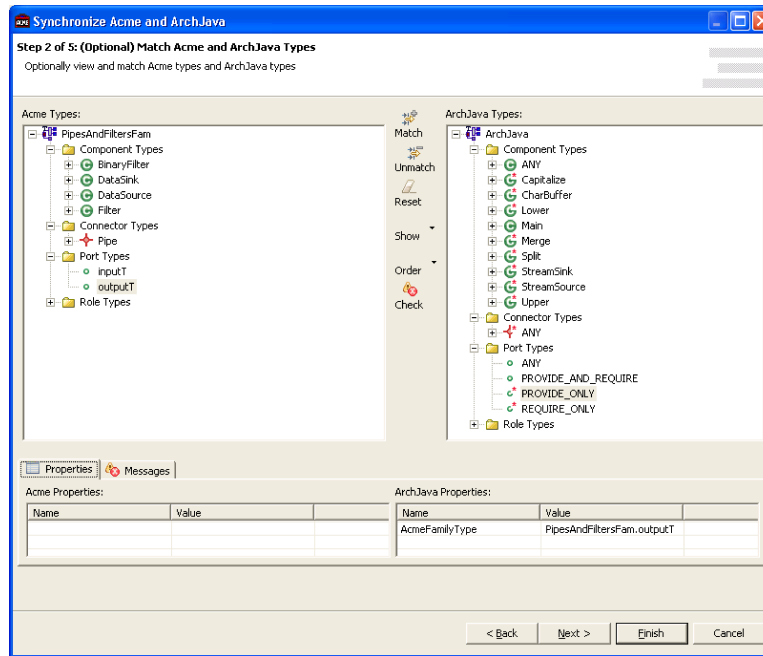 Synchronize Acme and ArchJava
Step 2 of 5: (Optional) Match Acme and ArchJava Types
Optionally view and match Acme types and ArchJava types
Acme Types:
PipesAndFiltersFam
Component Types
BinaryFilter
DataSink
DataSource
Filter
Connector Types
Pipe
Port Types
inputT
outputT
Role Types
Match
Unmatch
Reset
Show
Order
Check
ArchJava Types:
ArchJava
Component Types
ANY
Capitalize
CharBuffer
Lower
Main
Merge
Split
StreamSink
StreamSource
Upper
Connector Types
ANY
Port Types
ANY
PROVIDE_AND_REQUIRE
PROVIDE_ONLY
REQUIRE_ONLY
Role Types
Properties Messages
Acme Properties:
Name Value
ArchJava Properties:
Name Value
AcmeFamilyType PipesAndFiltersFam.outputT
< Back Next > Finish Cancel